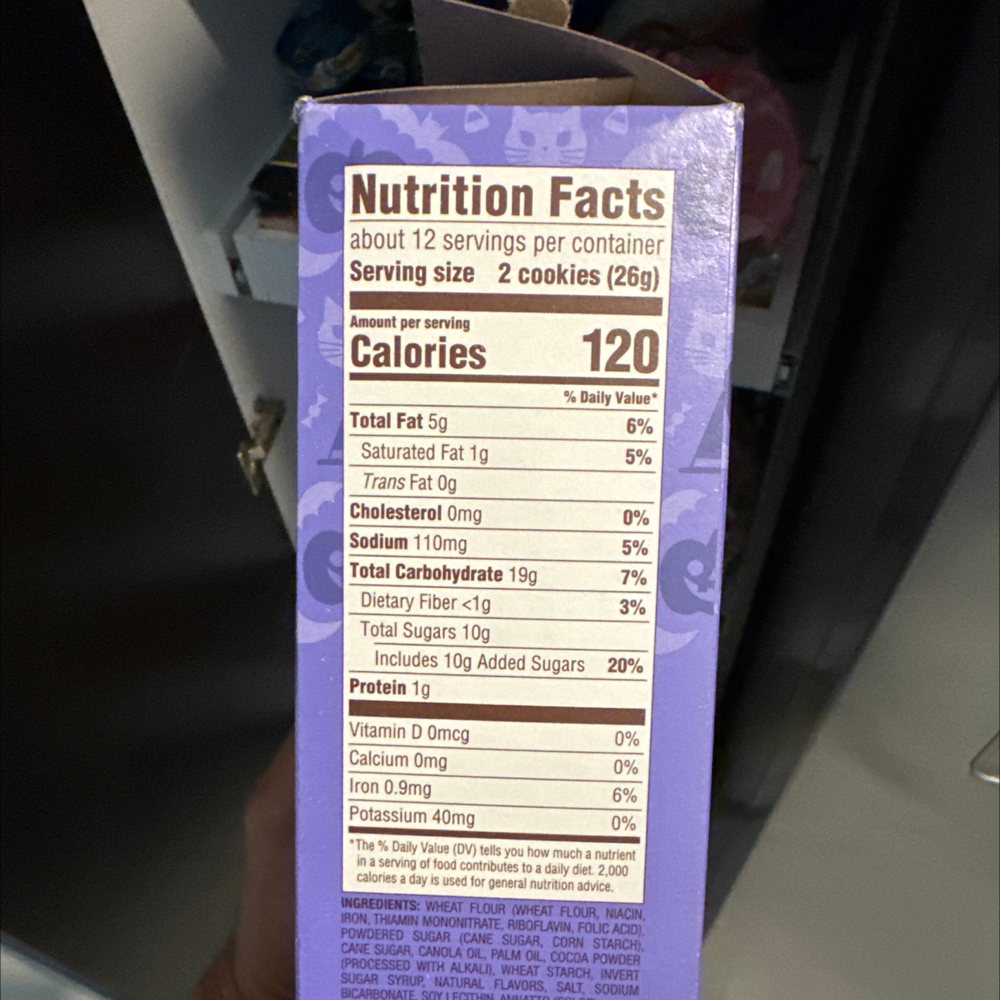 Nutrition Facts
about 12 servings per container
Serving size 2 cookies (26g)
Amount per serving
Calories 120
% Daily Value*
Total Fat 5g 6%
Saturated Fat 1g 5%
Trans Fat 0g
Cholesterol 0mg 0%
Sodium 110mg 5%
Total Carbohydrate 19g 7%
Dietary Fiber <1g 3%
Total Sugars 10g
Includes 10g Added Sugars 20%
Protein 1g
Vitamin D 0mcg 0%
Calcium 0mg 0%
Iron 0.9mg 6%
Potassium 40mg 0%
*The % Daily Value (DV) tells you how much a nutrient
in a serving of food contributes to a daily diet. 2,000
calories a day is used for general nutrition advice.
INGREDIENTS: WHEAT FLOUR (WHEAT FLOUR, NIACIN,
IRON, THIAMIN MONONITRATE, RIBOFLAVIN, FOLIC ACID),
POWDERED SUGAR (CANE SUGAR, CORN STARCH),
CANE SUGAR, CANOLA OIL, PALM OIL, COCOA POWDER
(PROCESSED WITH ALKALI), WHEAT STARCH, INVERT
SUGAR SYRUP, NATURAL FLAVORS, SALT, SODIUM
BICARBONATE, SOY LECITHIN, ANNATTO